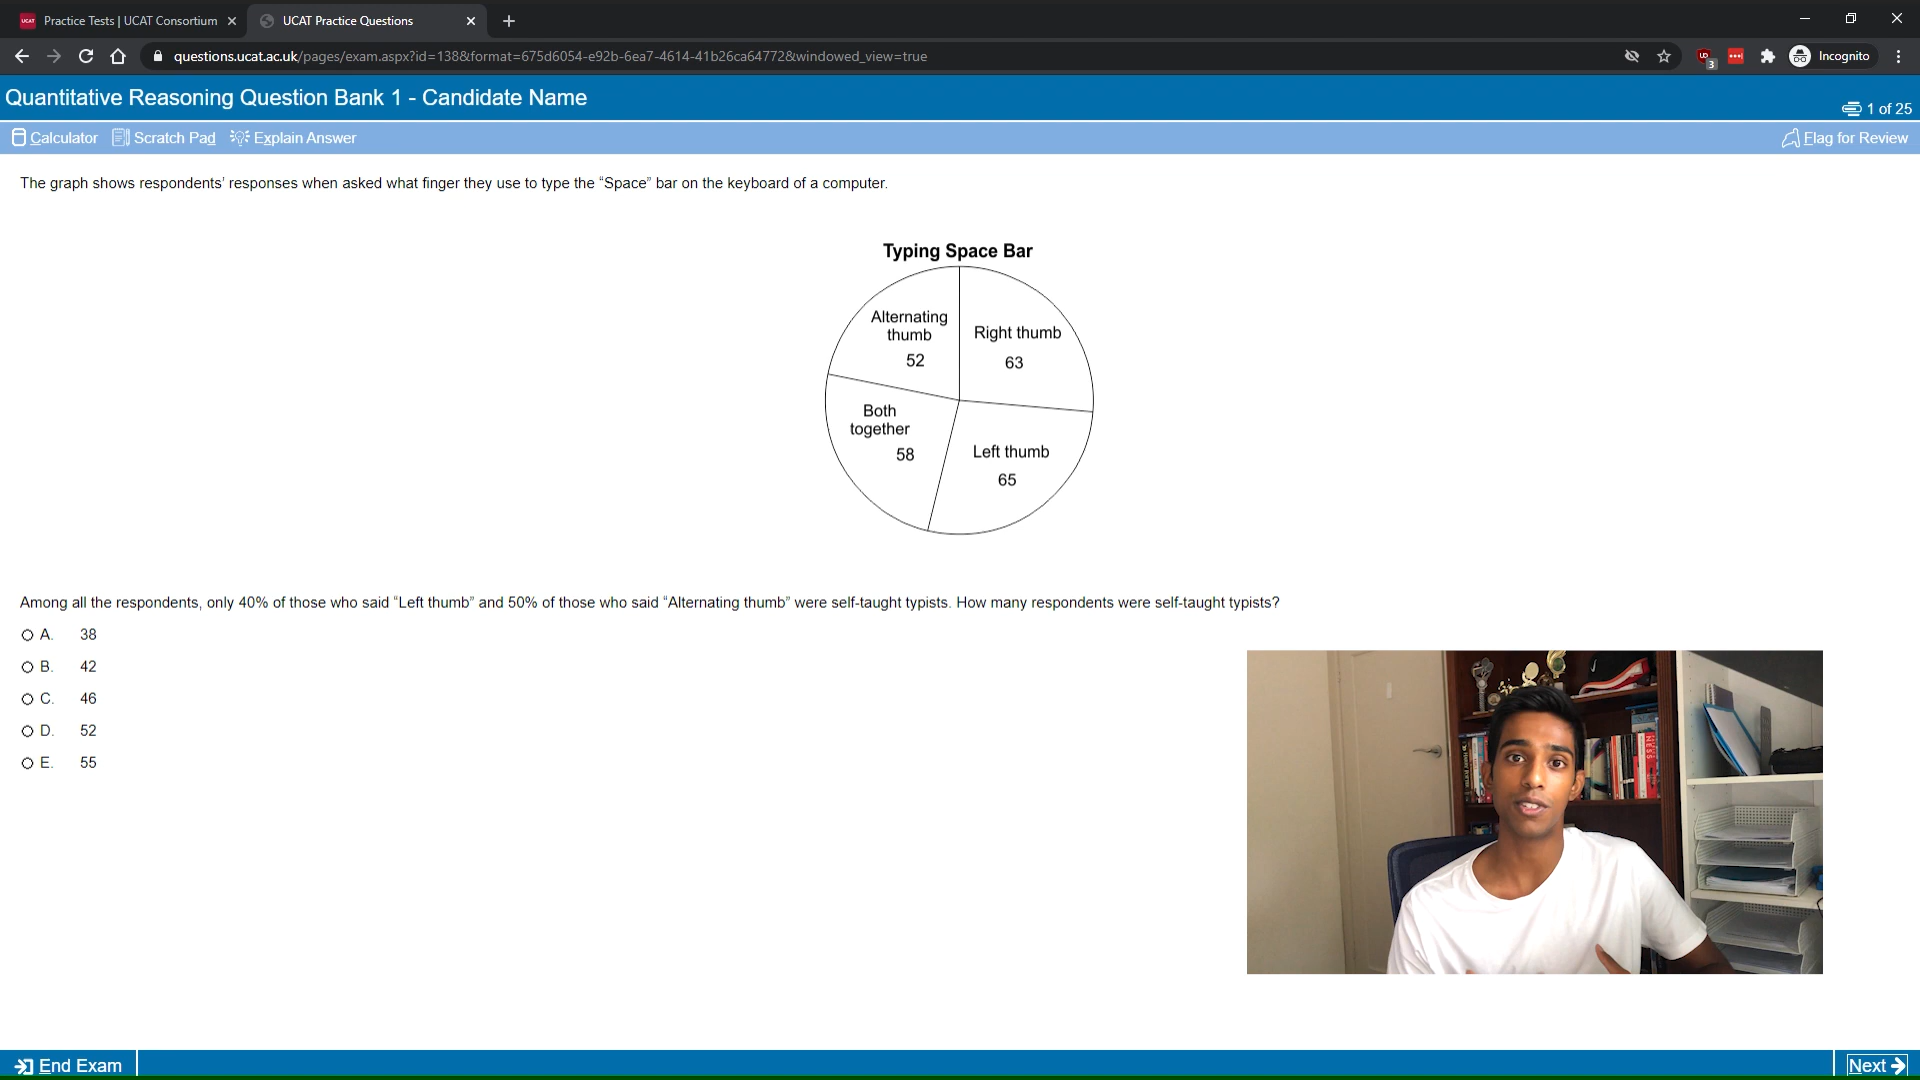 Practice Tests | UCAT Consortium
UCAT Practice Questions
questions.ucat.ac.uk/pages/exam.aspx?id=138&format=675d6054-e92b-6ea7-4614-41b26ca64772&windowed_view=true
3
Incognito
Quantitative Reasoning Question Bank 1 - Candidate Name
1 of 25
Calculator
Scratch Pad
Explain Answer
Flag for Review
The graph shows respondents' responses when asked what finger they use to type the “Space” bar on the keyboard of a computer.
Typing Space Bar
Alternating
thumb
52
Right thumb
63
Both
together
58
Left thumb
65
Among all the respondents, only 40% of those who said “Left thumb” and 50% of those who said “Alternating thumb” were self-taught typists. How many respondents were self-taught typists?
A. 38
B. 42
C. 46
D. 52
E. 55
End Exam
Next